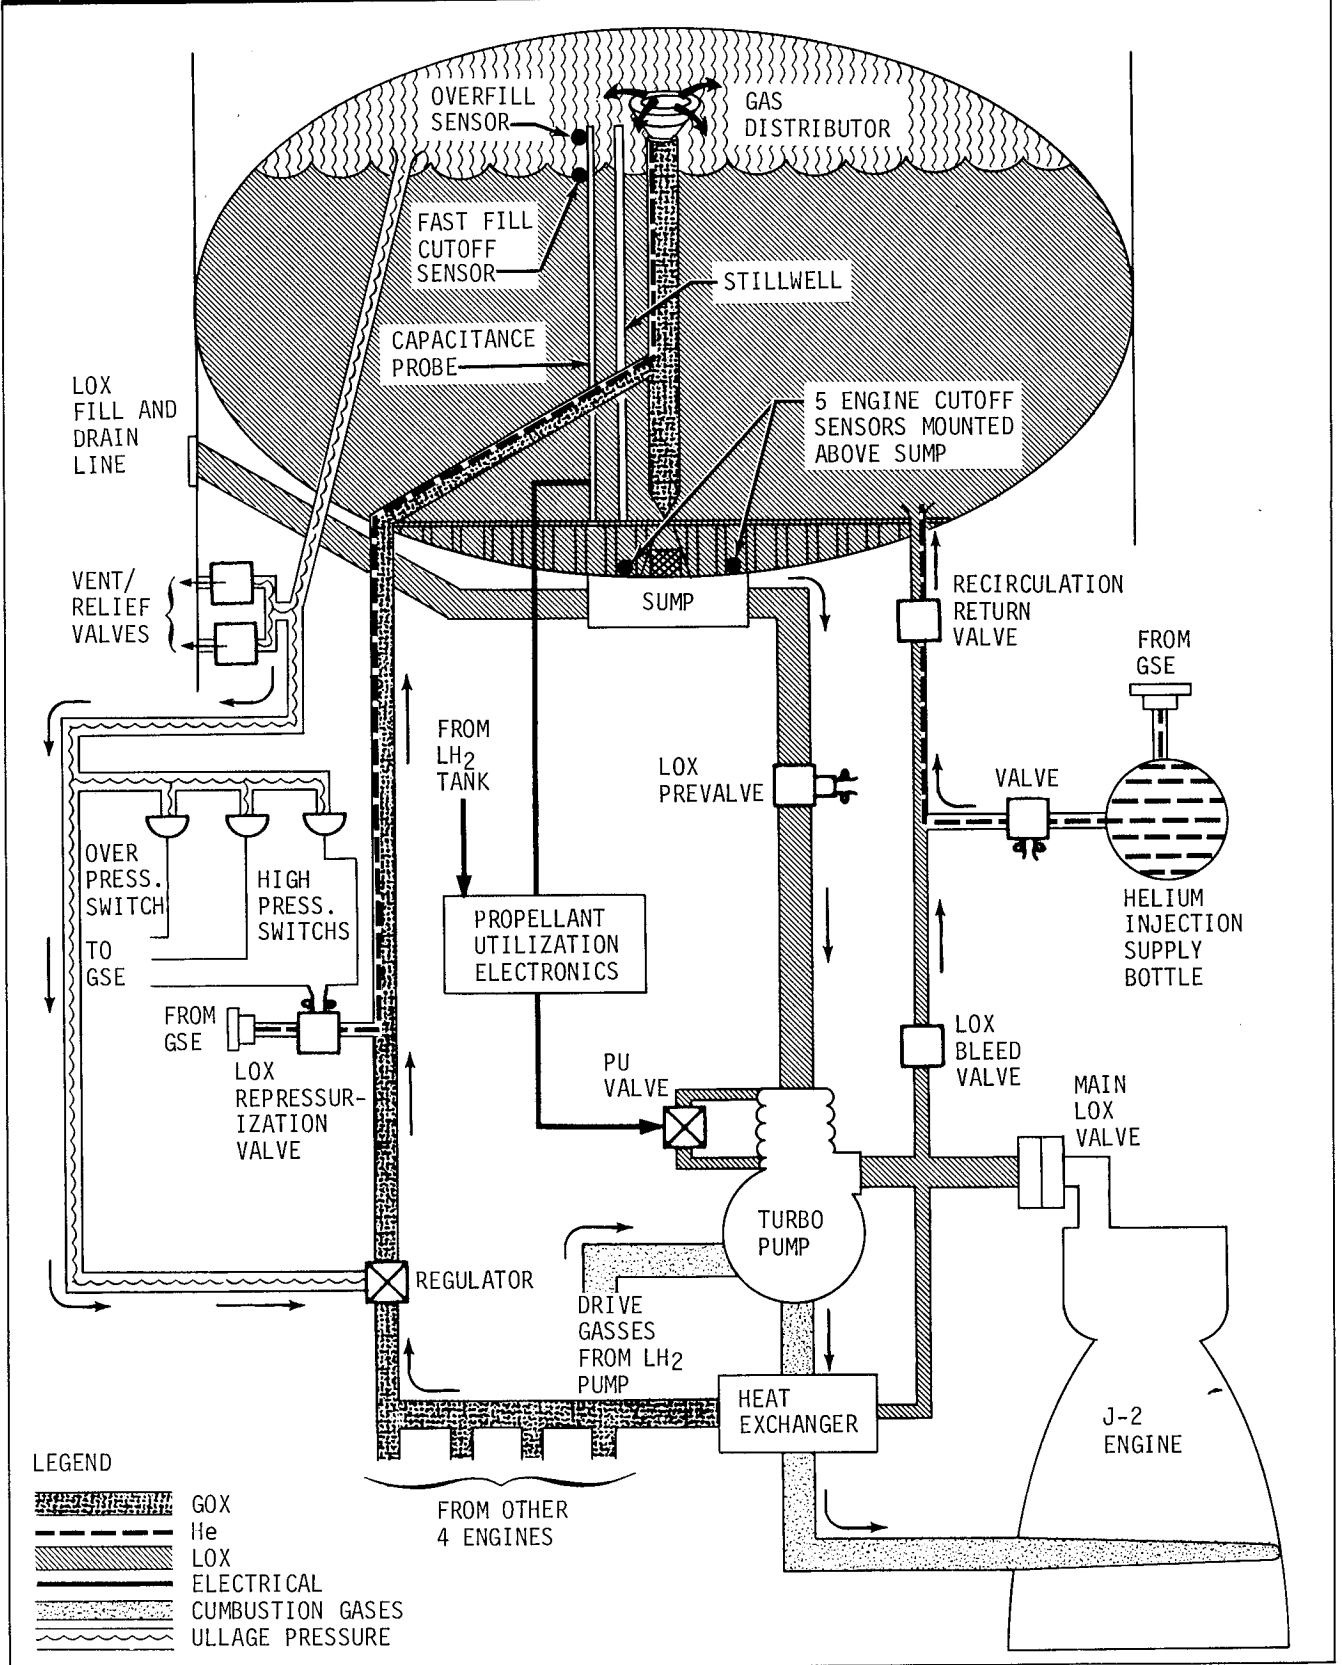 OVERFILL
SENSOR
GAS
DISTRIBUTOR
FAST FILL
CUTOFF
SENSOR
STILLWELL
CAPACITANCE
PROBE
LOX
FILL AND
DRAIN
LINE
5 ENGINE CUTOFF
SENSORS MOUNTED
ABOVE SUMP
VENT/
RELIEF
VALVES
SUMP
RECIRCULATION
RETURN
VALVE
FROM
GSE
FROM
LH2
TANK
LOX
PREVALVE
VALVE
OVER
PRESS.
SWITCH
HIGH
PRESS.
SWITCHS
TO
GSE
PROPELLANT
UTILIZATION
ELECTRONICS
HELIUM
INJECTION
SUPPLY
BOTTLE
FROM
GSE
LOX
REPRESSUR-
IZATION
VALVE
PU
VALVE
LOX
BLEED
VALVE
MAIN
LOX
VALVE
TURBO
PUMP
REGULATOR
DRIVE
GASSES
FROM LH2
PUMP
HEAT
EXCHANGER
J-2
ENGINE
FROM OTHER
4 ENGINES
LEGEND
GOX
He
LOX
ELECTRICAL
CUMBUSTION GASES
ULLAGE PRESSURE